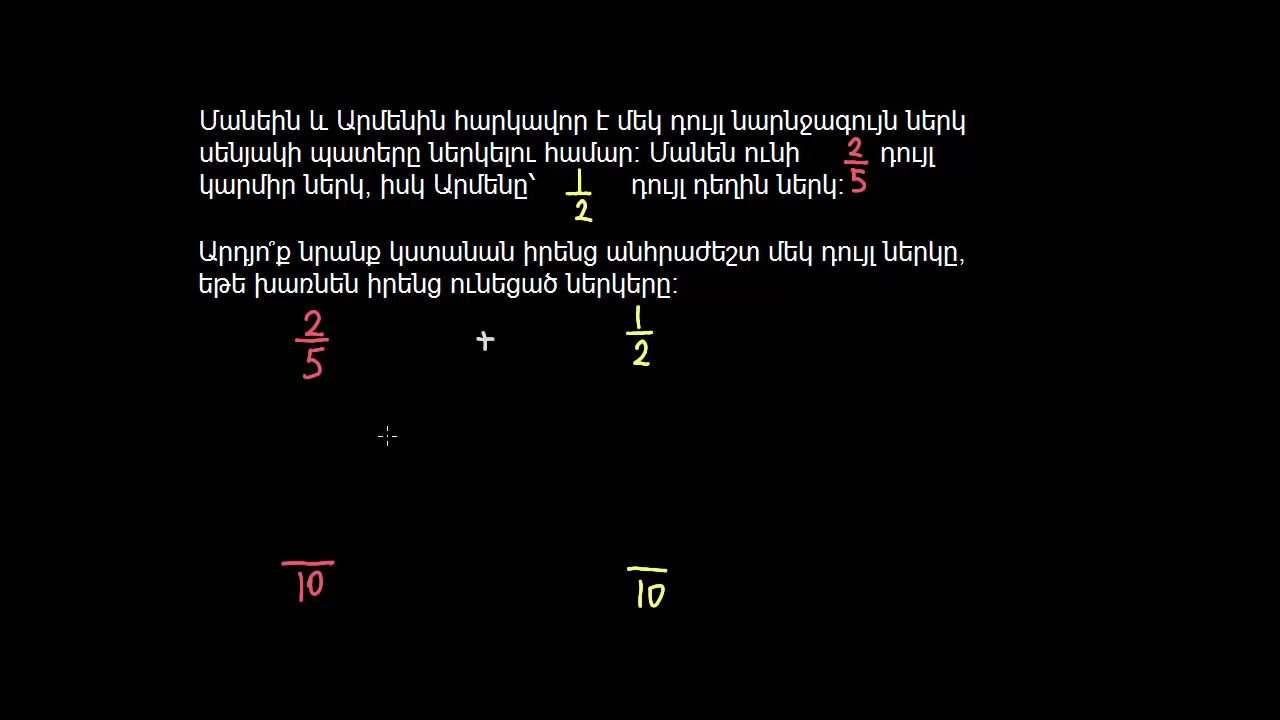 Մանեին և Արմենին հարկավոր է մեկ դույլ նարնջագույն ներկ
սենյակի պատերը ներկելու համար: Մանեն ունի 2/5 դույլ
կարմիր ներկ, իսկ Արմենը՝ 1/2 դույլ դեղին ներկ:
Արդյո՞ք նրանք կստանան իրենց անհրաժեշտ մեկ դույլ ներկը,
եթե խառնեն իրենց ունեցած ներկերը:
2/5 + 1/2
/10 /10